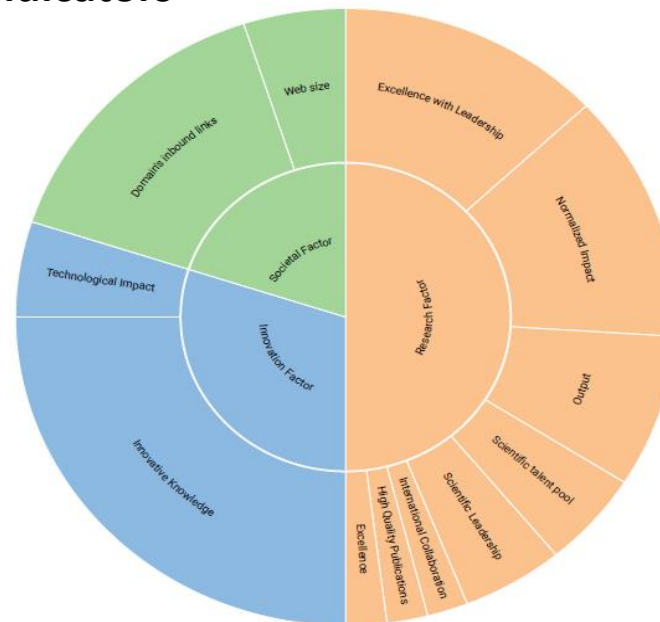 Web size
Excellence with Leadership
Domain's inbound links
Normalized Impact
Societal Factor
Technological Impact
Research Factor
Innovation Factor
Output
Innovative Knowledge
Scientific talent pool
Scientific Leadership
International Collaboration
High Quality Publications
Excellence